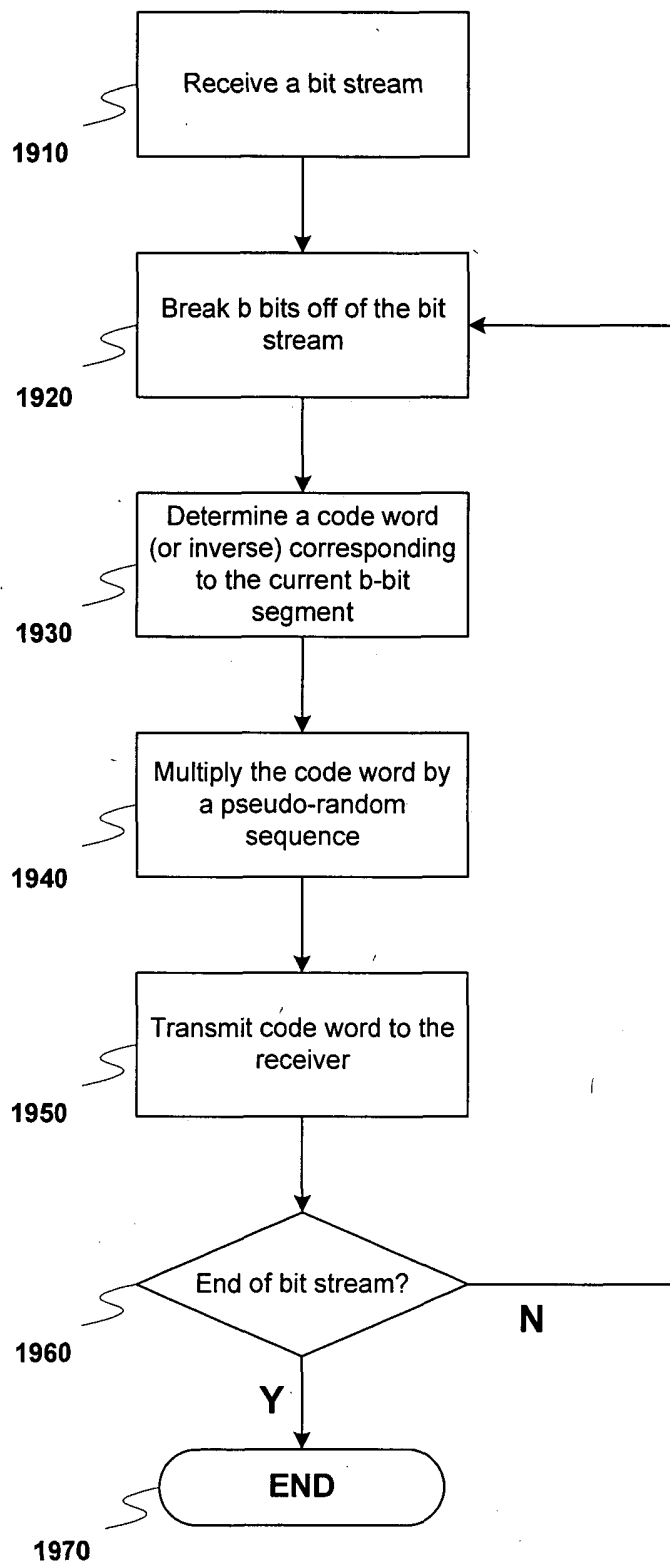 Receive a bit stream
1910
Break b bits off of the bit
stream
1920
Determine a code word
(or inverse) corresponding
to the current b-bit
segment
1930
Multiply the code word by
a pseudo-random
sequence
1940
Transmit code word to the
receiver
1950
End of bit stream?
N
1960
Y
END
1970